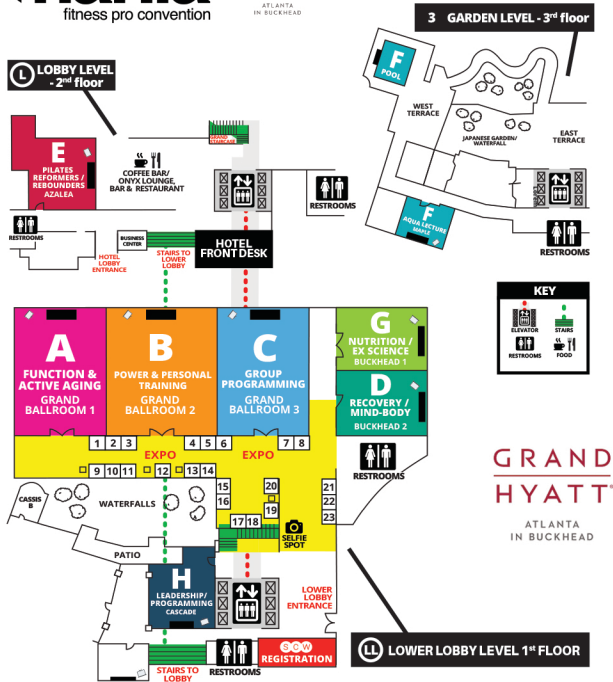 fitness pro convention
ATLANTA
IN BUCKHEAD
3 GARDEN LEVEL - 3rd floor
L LOBBY LEVEL
- 2nd floor
F
POOL
WEST
TERRACE
JAPANESE GARDEN/
WATERFALL
EAST
TERRACE
GRAND
STAIRCASE
E
PILATES
REFORMERS /
REBOUNDERS
AZALEA
COFFEE BAR/
ONYX LOUNGE,
BAR & RESTAURANT
RESTROOMS
F
AQUA LECTURE
MAPLE
RESTROOMS
RESTROOMS
HOTEL
LOBBY
ENTRANCE
BUSINESS
CENTER
STAIRS TO
LOWER
LOBBY
HOTEL
FRONT DESK
KEY
ELEVATOR
STAIRS
RESTROOMS
FOOD
A
FUNCTION &
ACTIVE AGING
GRAND
BALLROOM 1
B
POWER & PERSONAL
TRAINING
GRAND
BALLROOM 2
C
GROUP
PROGRAMMING
GRAND
BALLROOM 3
G
NUTRITION /
EX SCIENCE
BUCKHEAD 1
D
RECOVERY /
MIND-BODY
BUCKHEAD 2
1 2 3
4 5 6
7 8
EXPO
EXPO
9 10 11
12
13 14
15
16
17 18
20
19
21
22
23
RESTROOMS
GRAND
HYATT
ATLANTA
IN BUCKHEAD
CASSIS
B
WATERFALLS
SELFIE
SPOT
PATIO
H
LEADERSHIP/
PROGRAMMING
CASCADE
LOWER
LOBBY
ENTRANCE
LL LOWER LOBBY LEVEL 1st FLOOR
STAIRS TO
LOBBY
RESTROOMS
SCW
REGISTRATION